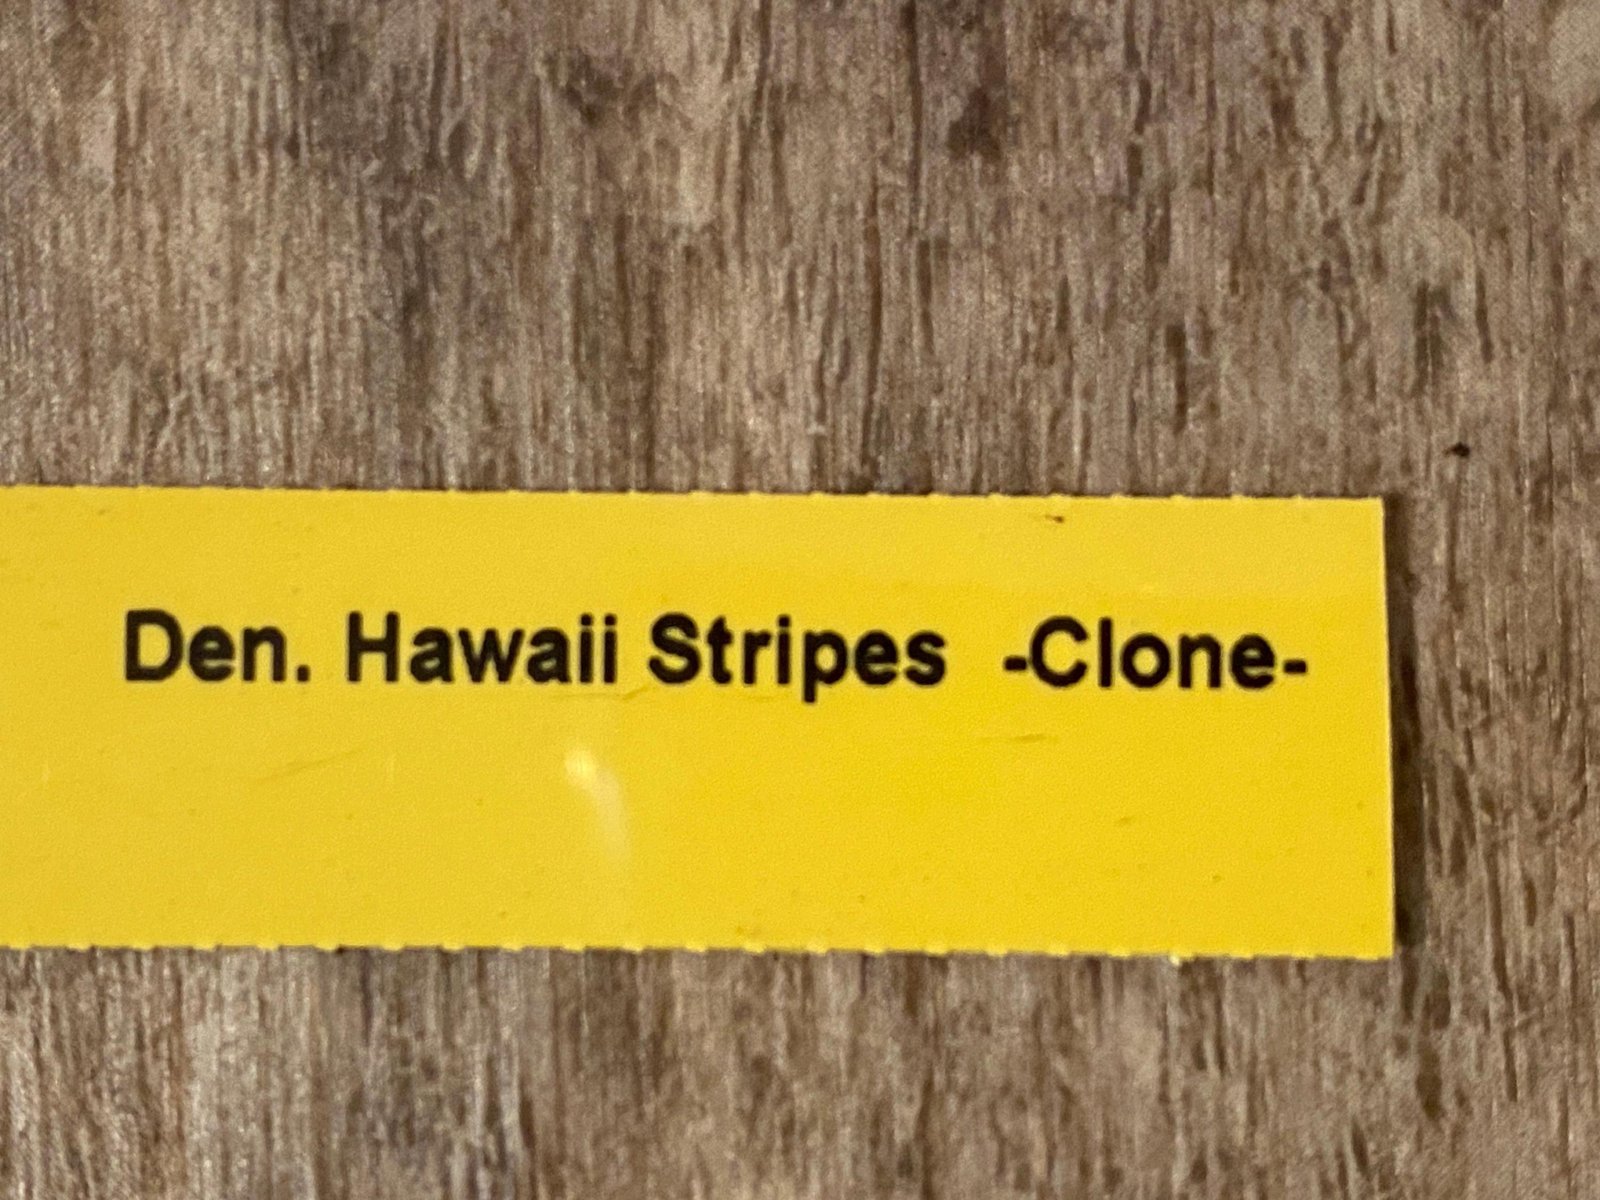 Den. Hawaii Stripes -Clone-